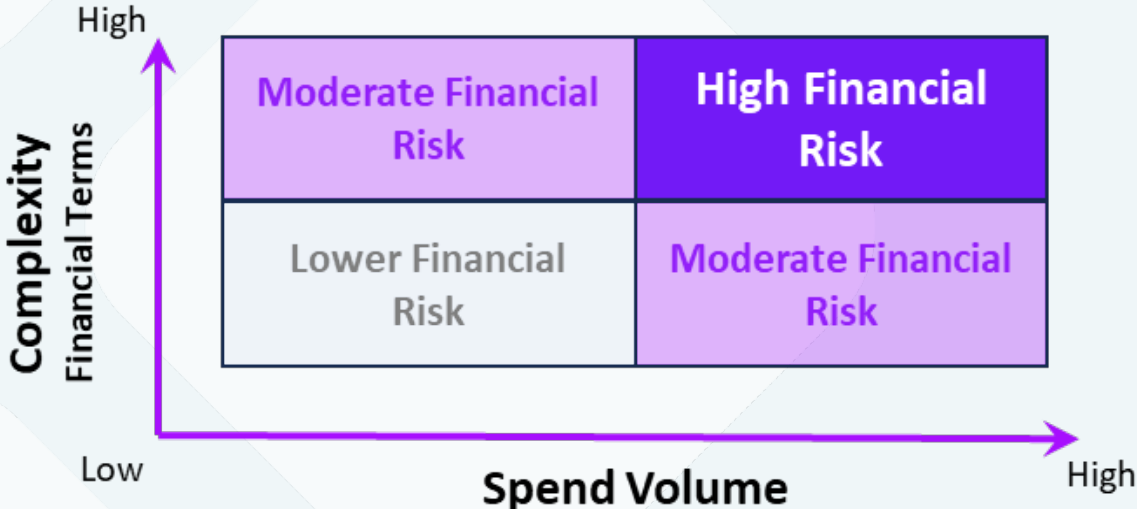 High
Complexity
Financial Terms
Moderate Financial
Risk
High Financial
Risk
Lower Financial
Risk
Moderate Financial
Risk
Low
Spend Volume
High